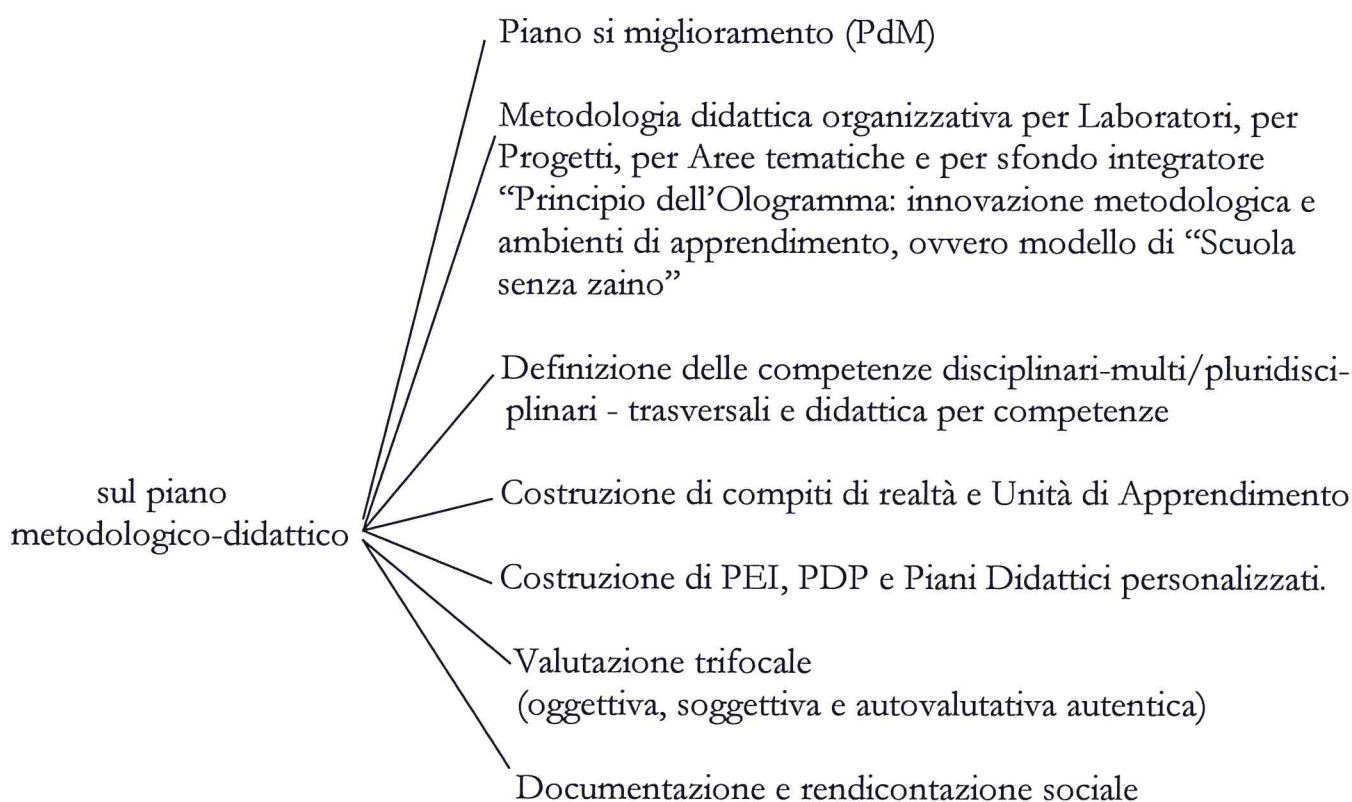 Piano si miglioramento (PdM)
Metodologia didattica organizzativa per Laboratori, per
Progetti, per Aree tematiche e per sfondo integratore
“Principio dell’Ologramma: innovazione metodologica e
ambienti di apprendimento, ovvero modello di “Scuola
senza zaino”
Definizione delle competenze disciplinari-multi/pluridisci-
plinari - trasversali e didattica per competenze
sul piano
metodologico-didattico
Costruzione di compiti di realtà e Unità di Apprendimento
Costruzione di PEI, PDP e Piani Didattici personalizzati.
Valutazione trifocale
(oggettiva, soggettiva e autovalutativa autentica)
Documentazione e rendicontazione sociale